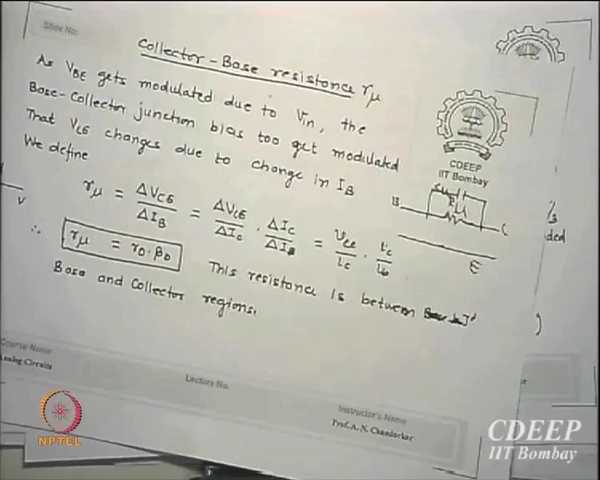 Slide No:
Collector-Base resistance rμ
As VBE gets modulated due to Vin, the
Base-Collector junction bias too get modulated
That VCE changes due to change in IB
We define
rμ = ΔVCE / ΔIB = ΔVCE / ΔIC · ΔIC / ΔIB = vce / ic · ic / ib
∴ rμ = r0·β0 This resistance is between
Base and Collector regions.
CDEEP
IIT Bombay
B
C
E
V
Course Name
Analog Circuits
Lecture No.
Instructor's Name
Prof. A. N. Chandorkar
NPTEL
CDEEP
IIT Bombay